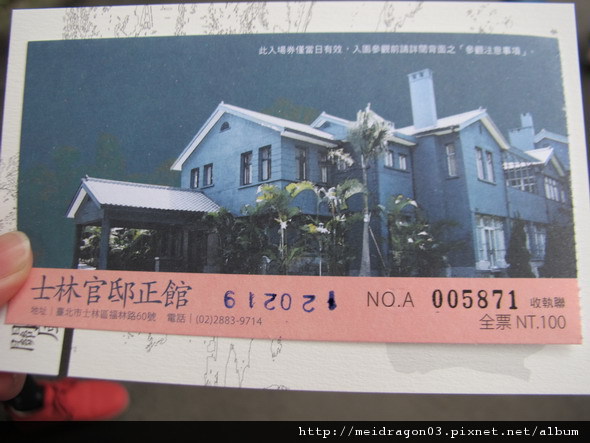 此入場券僅當日有效，入園參觀前請詳閱背面之「參觀注意事項」。
士林官邸正館 120219 NO.A 005871 收執聯
地址｜臺北市士林區福林路60號 電話｜(02)2883-9714 全票 NT.100
http://meidragon03.pixnet.net/album